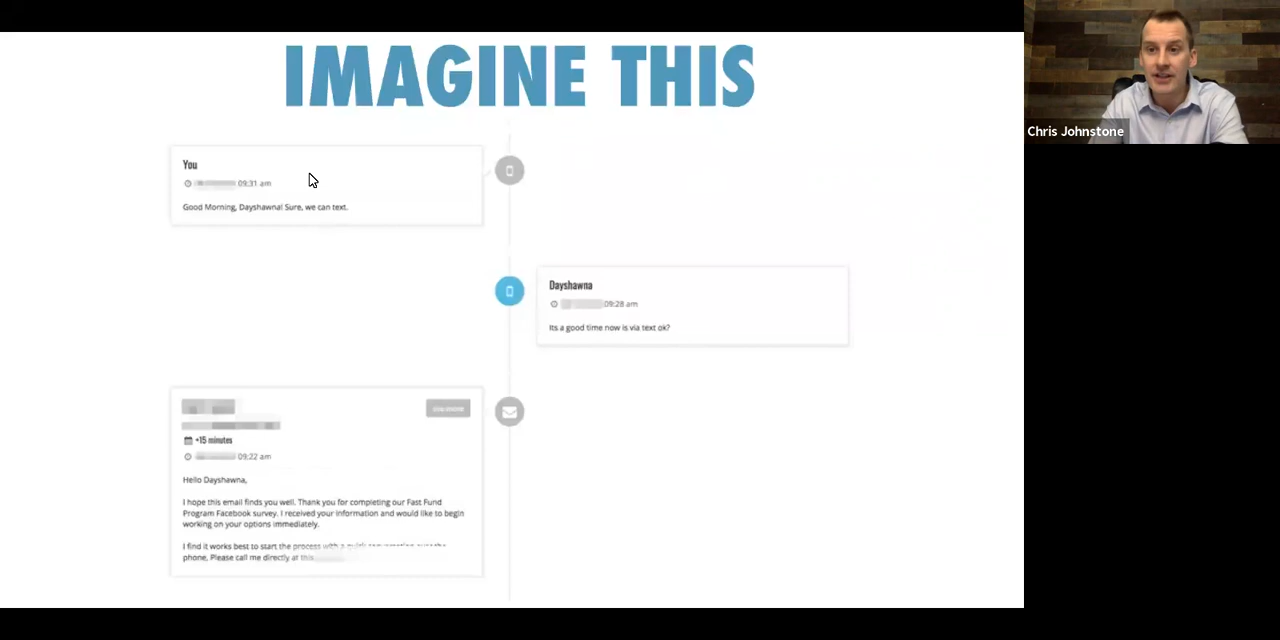 IMAGINE THIS
Chris Johnstone
You
09:31 am
Good Morning, Dayshawna! Sure, we can text.
Dayshawna
09:28 am
Its a good time now is via text ok?
+15 minutes
09:22 am
Hello Dayshawna,
I hope this email finds you well. Thank you for completing our Fast Fund
Program Facebook survey. I received your information and would like to begin
working on your options immediately.
I find it works best to start the process with a quick conversation over the
phone, Please call me directly at this